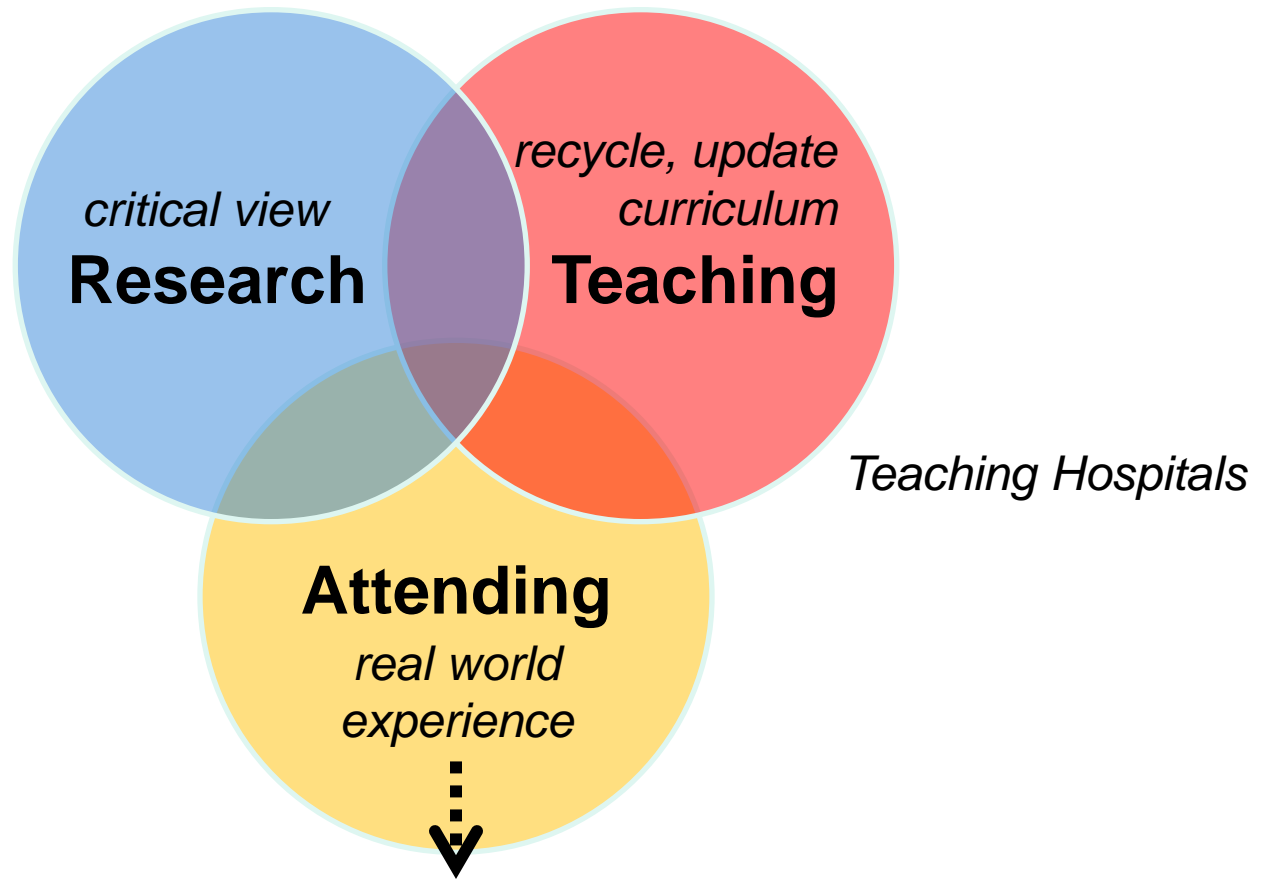 critical view
Research
recycle, update
curriculum
Teaching
Teaching Hospitals
Attending
real world
experience